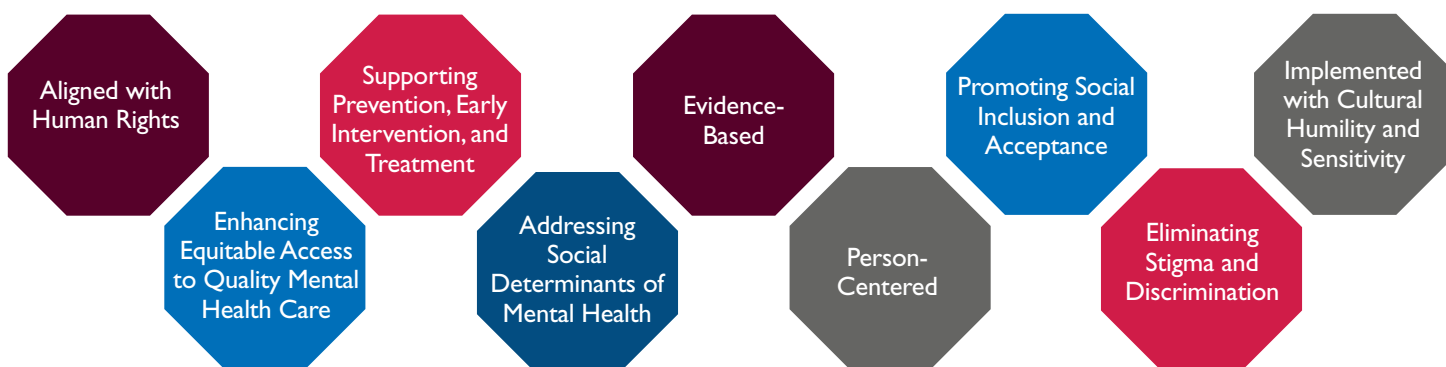 Aligned with
Human Rights
Enhancing
Equitable Access
to Quality Mental
Health Care
Supporting
Prevention, Early
Intervention, and
Treatment
Addressing
Social
Determinants of
Mental Health
Evidence-
Based
Person-
Centered
Promoting Social
Inclusion and
Acceptance
Eliminating
Stigma and
Discrimination
Implemented
with Cultural
Humility and
Sensitivity